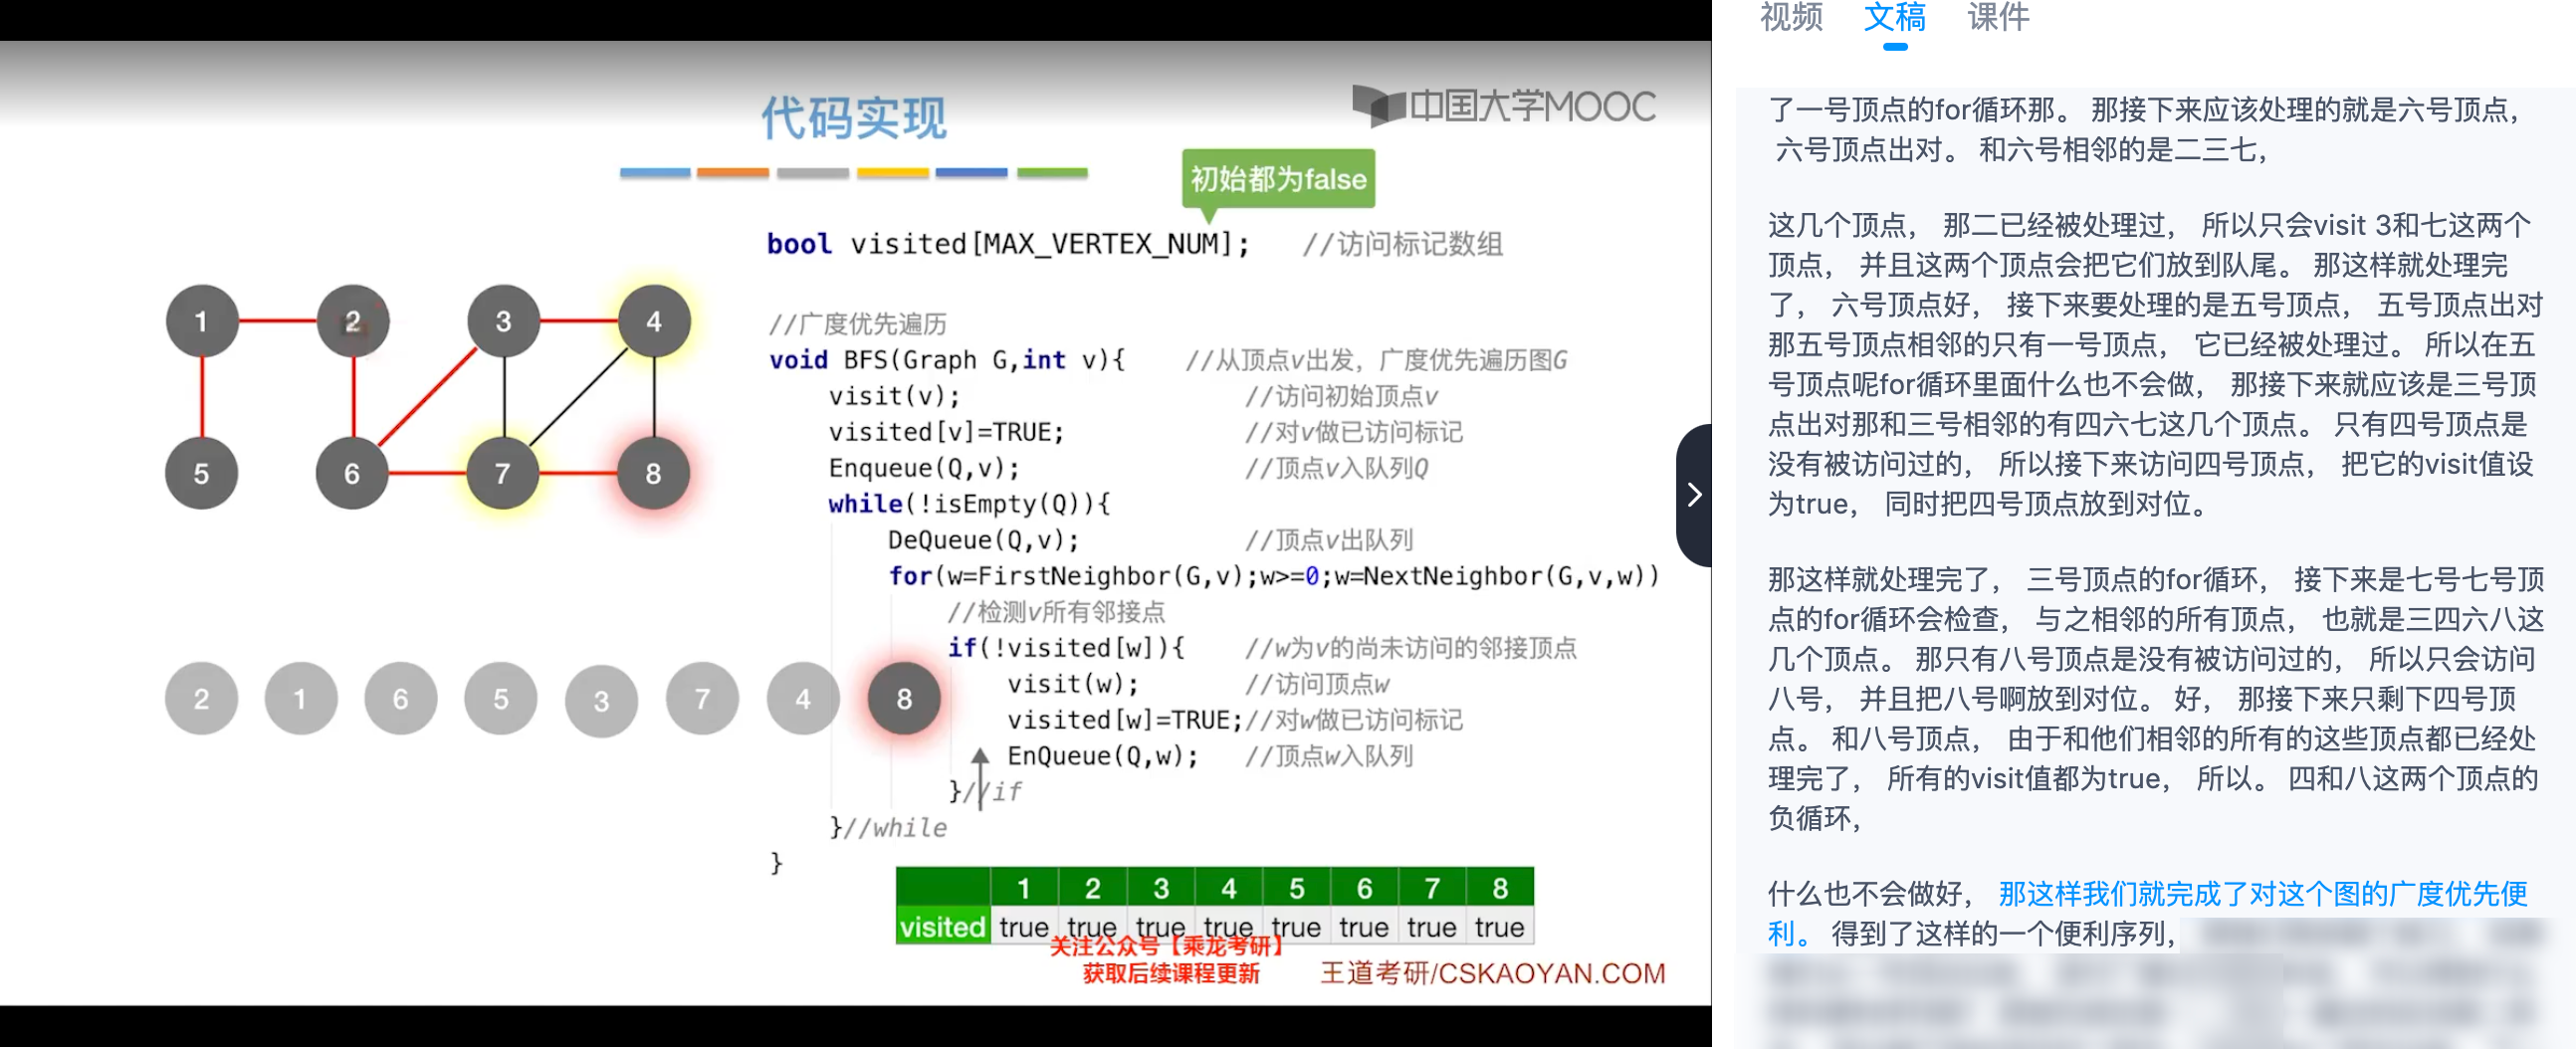 代码实现
中国大学MOOC
初始都为false
bool visited[MAX_VERTEX_NUM]; //访问标记数组
//广度优先遍历
void BFS(Graph G,int v){ //从顶点v出发，广度优先遍历图G
visit(v); //访问初始顶点v
visited[v]=TRUE; //对v做已访问标记
Enqueue(Q,v); //顶点v入队列Q
while(!isEmpty(Q)){
DeQueue(Q,v); //顶点v出队列
for(w=FirstNeighbor(G,v);w>=0;w=NextNeighbor(G,v,w))
//检测v所有邻接点
if(!visited[w]){ //w为v的尚未访问的邻接顶点
visit(w); //访问顶点w
visited[w]=TRUE;//对w做已访问标记
EnQueue(Q,w); //顶点w入队列
}//if
}//while
}
1 2 3 4
5 6 7 8
2 1 6 5 3 7 4 8
1 2 3 4 5 6 7 8
visited true true true true true true true true
关注公众号【乘龙考研】
获取后续课程更新
王道考研/CSKAOYAN.COM
视频 文稿 课件
了一号顶点的for循环那。 那接下来应该处理的就是六号顶点，
六号顶点出对。 和六号相邻的是二三七，
这几个顶点， 那二已经被处理过， 所以只会visit 3和七这两个
顶点， 并且这两个顶点会把它们放到队尾。 那这样就处理完
了， 六号顶点好， 接下来要处理的是五号顶点， 五号顶点出对
那五号顶点相邻的只有一号顶点， 它已经被处理过。 所以在五
号顶点呢for循环里面什么也不会做， 那接下来就应该是三号顶
点出对那和三号相邻的有四六七这几个顶点。 只有四号顶点是
没有被访问过的， 所以接下来访问四号顶点， 把它的visit值设
为true， 同时把四号顶点放到对位。
那这样就处理完了， 三号顶点的for循环， 接下来是七号七号顶
点的for循环会检查， 与之相邻的所有顶点， 也就是三四六八这
几个顶点。 那只有八号顶点是没有被访问过的， 所以只会访问
八号， 并且把八号啊放到对位。 好， 那接下来只剩下四号顶
点。 和八号顶点， 由于和他们相邻的所有的这些顶点都已经处
理完了， 所有的visit值都为true， 所以。 四和八这两个顶点的
负循环，
什么也不会做好， 那这样我们就完成了对这个图的广度优先便
利。 得到了这样的一个便利序列，